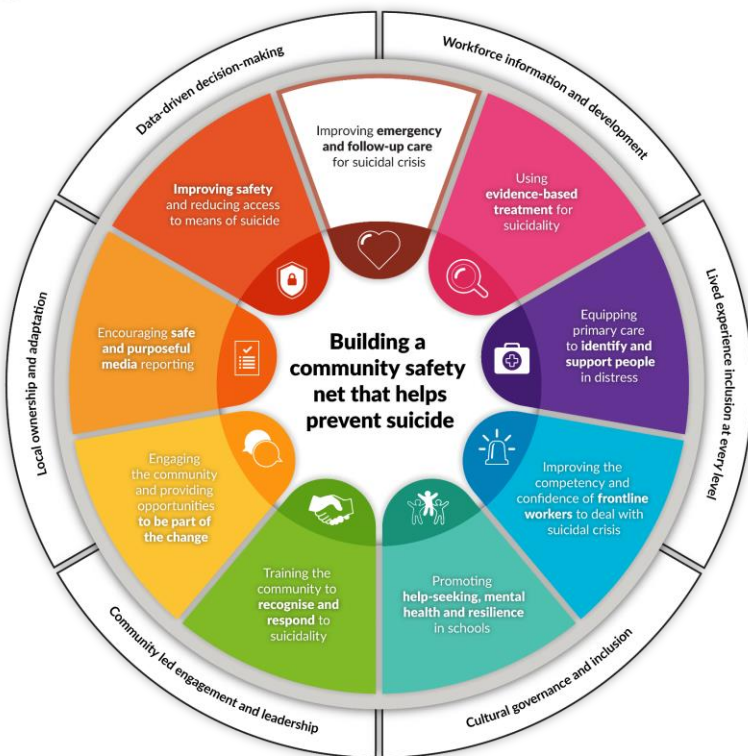 Building a
community safety
net that helps
prevent suicide
Improving emergency
and follow-up care
for suicidal crisis
Using
evidence-based
treatment for
suicidality
Equipping
primary care
to identify and
support people
in distress
Improving the
competency and
confidence of frontline
workers to deal with
suicidal crisis
Promoting
help-seeking, mental
health and resilience
in schools
Training the
community to
recognise and
respond to
suicidality
Engaging
the community
and providing
opportunities
to be part of
the change
Encouraging safe
and purposeful
media reporting
Improving safety
and reducing access
to means of suicide
Workforce information and development
Lived experience inclusion at every level
Cultural governance and inclusion
Community led engagement and leadership
Local ownership and adaptation
Data-driven decision-making